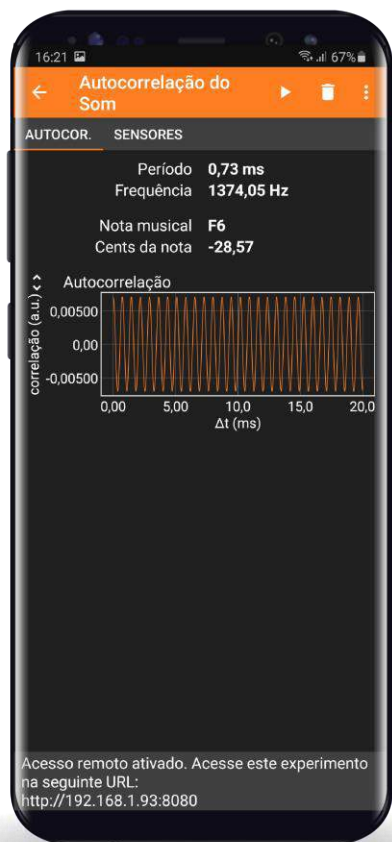 16:21 67%
Autocorrelação do
Som
AUTOCOR. SENSORES
Período 0,73 ms
Frequência 1374,05 Hz
Nota musical F6
Cents da nota -28,57
Autocorrelação
correlação (a.u.)
0,00500
0,00
-0,00500
0,00 5,00 10,0 15,0 20,0
Δt (ms)
Acesso remoto ativado. Acesse este experimento
na seguinte URL:
http://192.168.1.93:8080